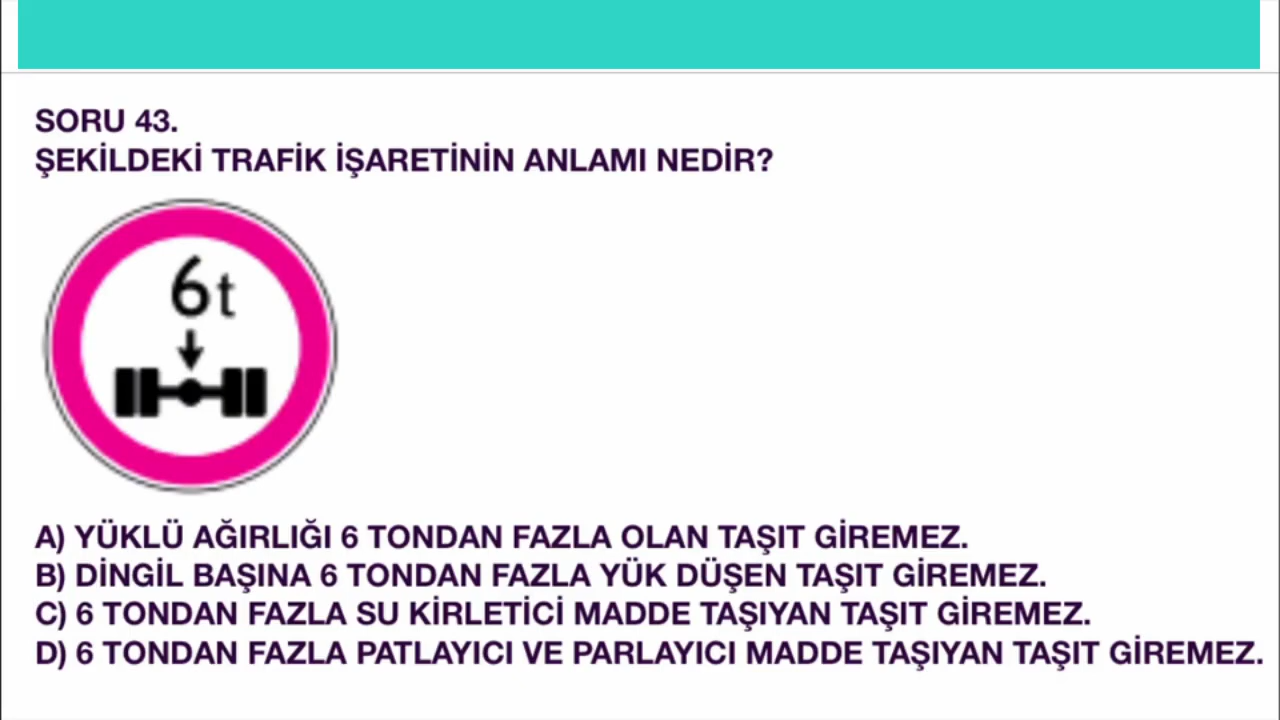 SORU 43.
ŞEKİLDEKİ TRAFİK İŞARETİNİN ANLAMI NEDİR?
6t
A) YÜKLÜ AĞIRLIĞI 6 TONDAN FAZLA OLAN TAŞIT GİREMEZ.
B) DİNGİL BAŞINA 6 TONDAN FAZLA YÜK DÜŞEN TAŞIT GİREMEZ.
C) 6 TONDAN FAZLA SU KİRLETİCİ MADDE TAŞIYAN TAŞIT GİREMEZ.
D) 6 TONDAN FAZLA PATLAYICI VE PARLAYICI MADDE TAŞIYAN TAŞIT GİREMEZ.